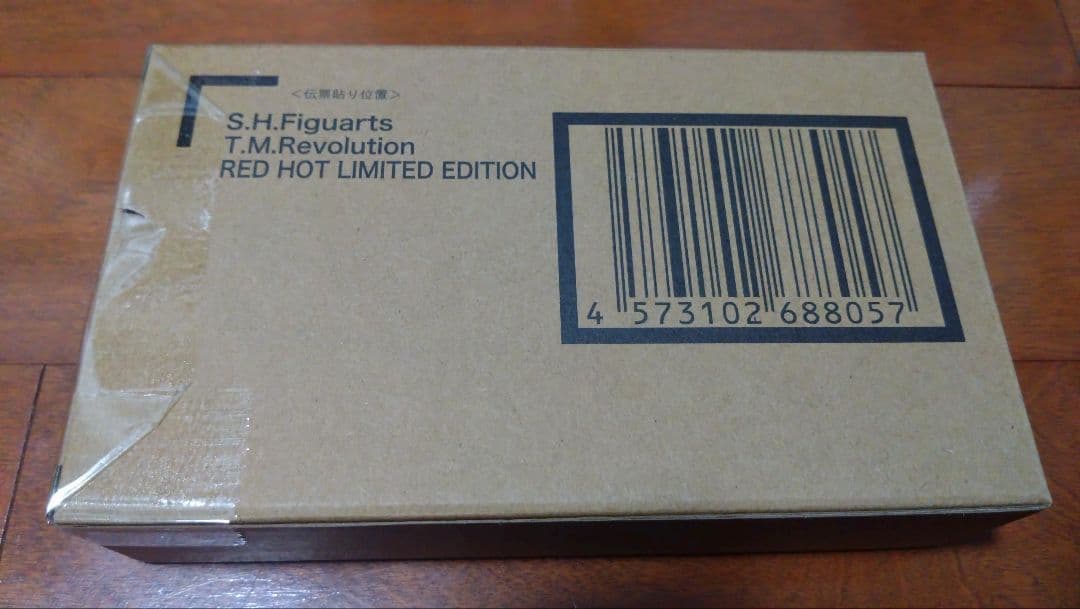 <伝票貼り位置>
S.H.Figuarts
T.M.Revolution
RED HOT LIMITED EDITION
4 573102 688057